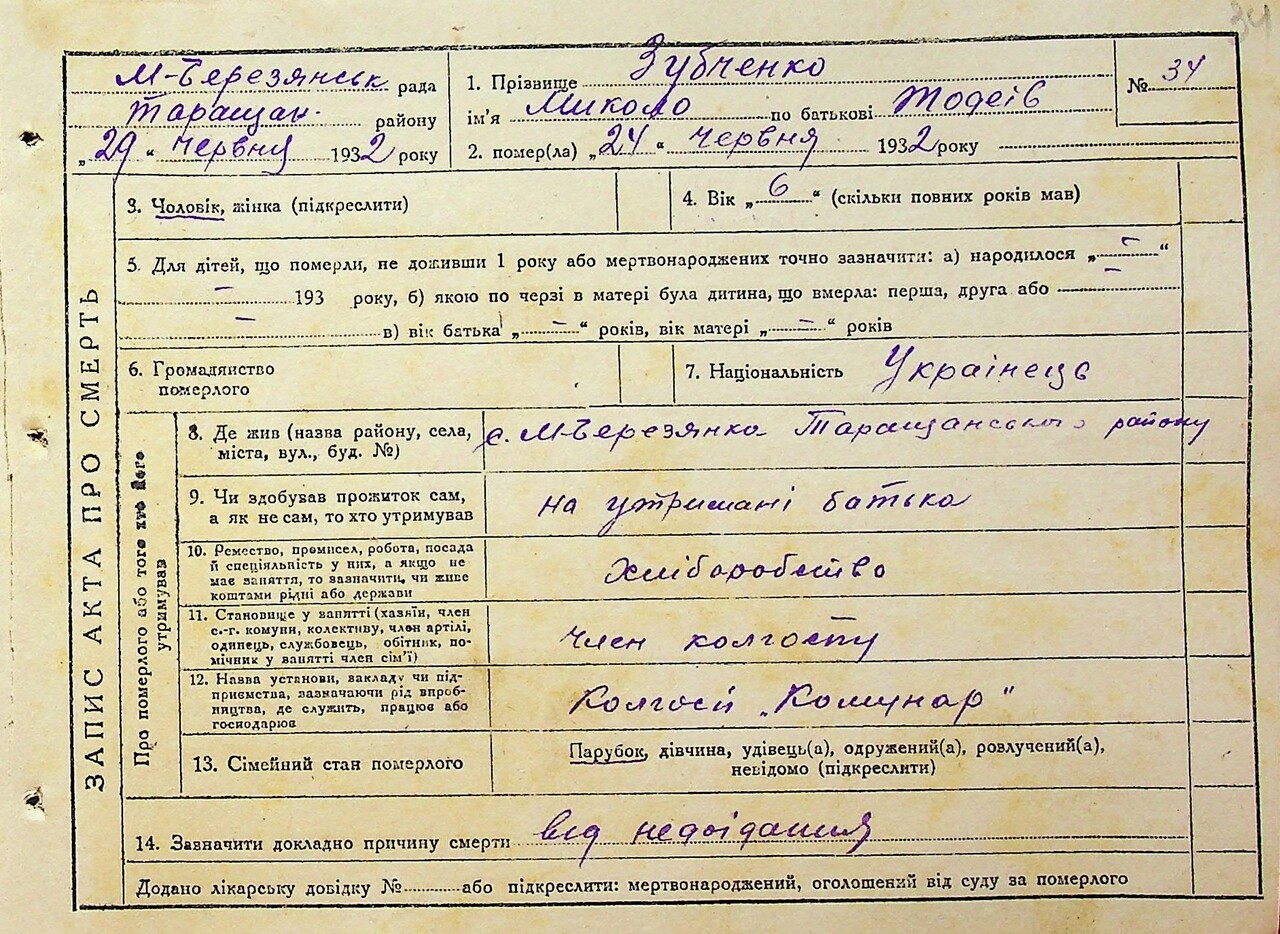 34
М-Березянськ рада
Таращан. району
„29“ червня 1932 року
1. Прізвище Зубченко
ім'я Миколо по батькові Тодеів
2. помер(ла) „24“ червня 1932 року
№ 34
ЗАПИС АКТА ПРО СМЕРТЬ
3. Чоловік, жінка (підкреслити)
4. Вік „6“ (скільки повних років мав)
5. Для дітей, що померли, не доживши 1 року або мертвонароджених точно зазначити: а) народилося „–“
– 193 року, б) якою по черзі в матері була дитина, що вмерла: перша, друга або –
– в) вік батька „–“ років, вік матері „–“ років
6. Громадянство
померлого
7. Національність Українець
Про померлого або того хто його
утримував
8. Де жив (назва району, села,
міста, вул., буд. №)
с. М-Березянка Таращанського району
9. Чи здобував прожиток сам,
а як не сам, то хто утримував
на утримані батька
10. Ремество, промисел, робота, посада
й спеціяльність у них, а якщо не
має заняття, то зазначити, чи живе
коштами рідні або держави
хліборобство
11. Становище у занятті (хазяїн, член
с.-г. комуни, колективу, член артілі,
одинець, службовець, обітник, по-
мічник у занятті член сім'ї)
член колгоспу
12. Назва установи, закладу чи під-
приємства, зазначаючи рід виироб-
ництва, де служить, працює або
господарює
Колгосп „Комунар"
13. Сімейний стан померлого
Парубок, дівчина, удівець(а), одружений(а), розлучений(а),
невідомо (підкреслити)
14. Зазначити докладно причину смерти від недоїдания
Додано лікарську довідку № або підкреслити: мертвонароджений, оголошений від суду за померлого